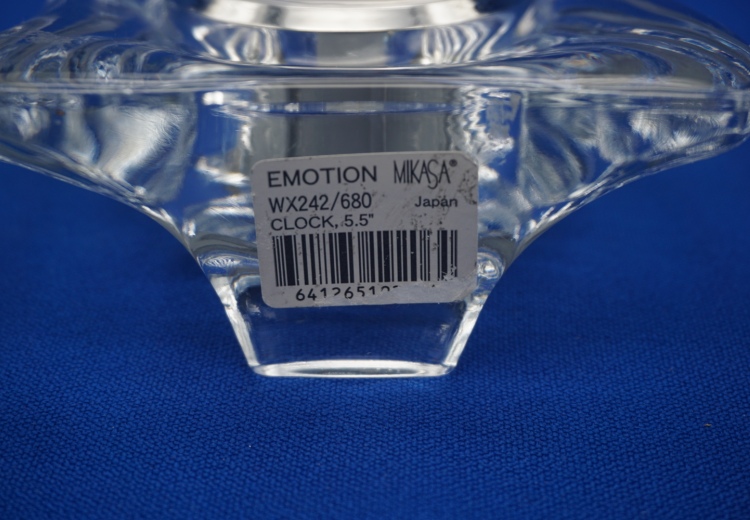 EMOTION MIKASA®
WX242/680 Japan
CLOCK, 5.5"